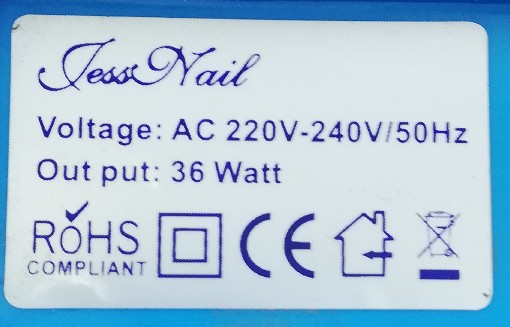 JessNail
Voltage: AC 220V-240V/50Hz
Out put: 36 Watt
ROHS
COMPLIANT
CE